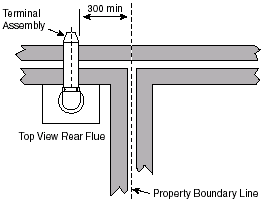 Terminal
Assembly
300 min
Top View Rear Flue
Property Boundary Line